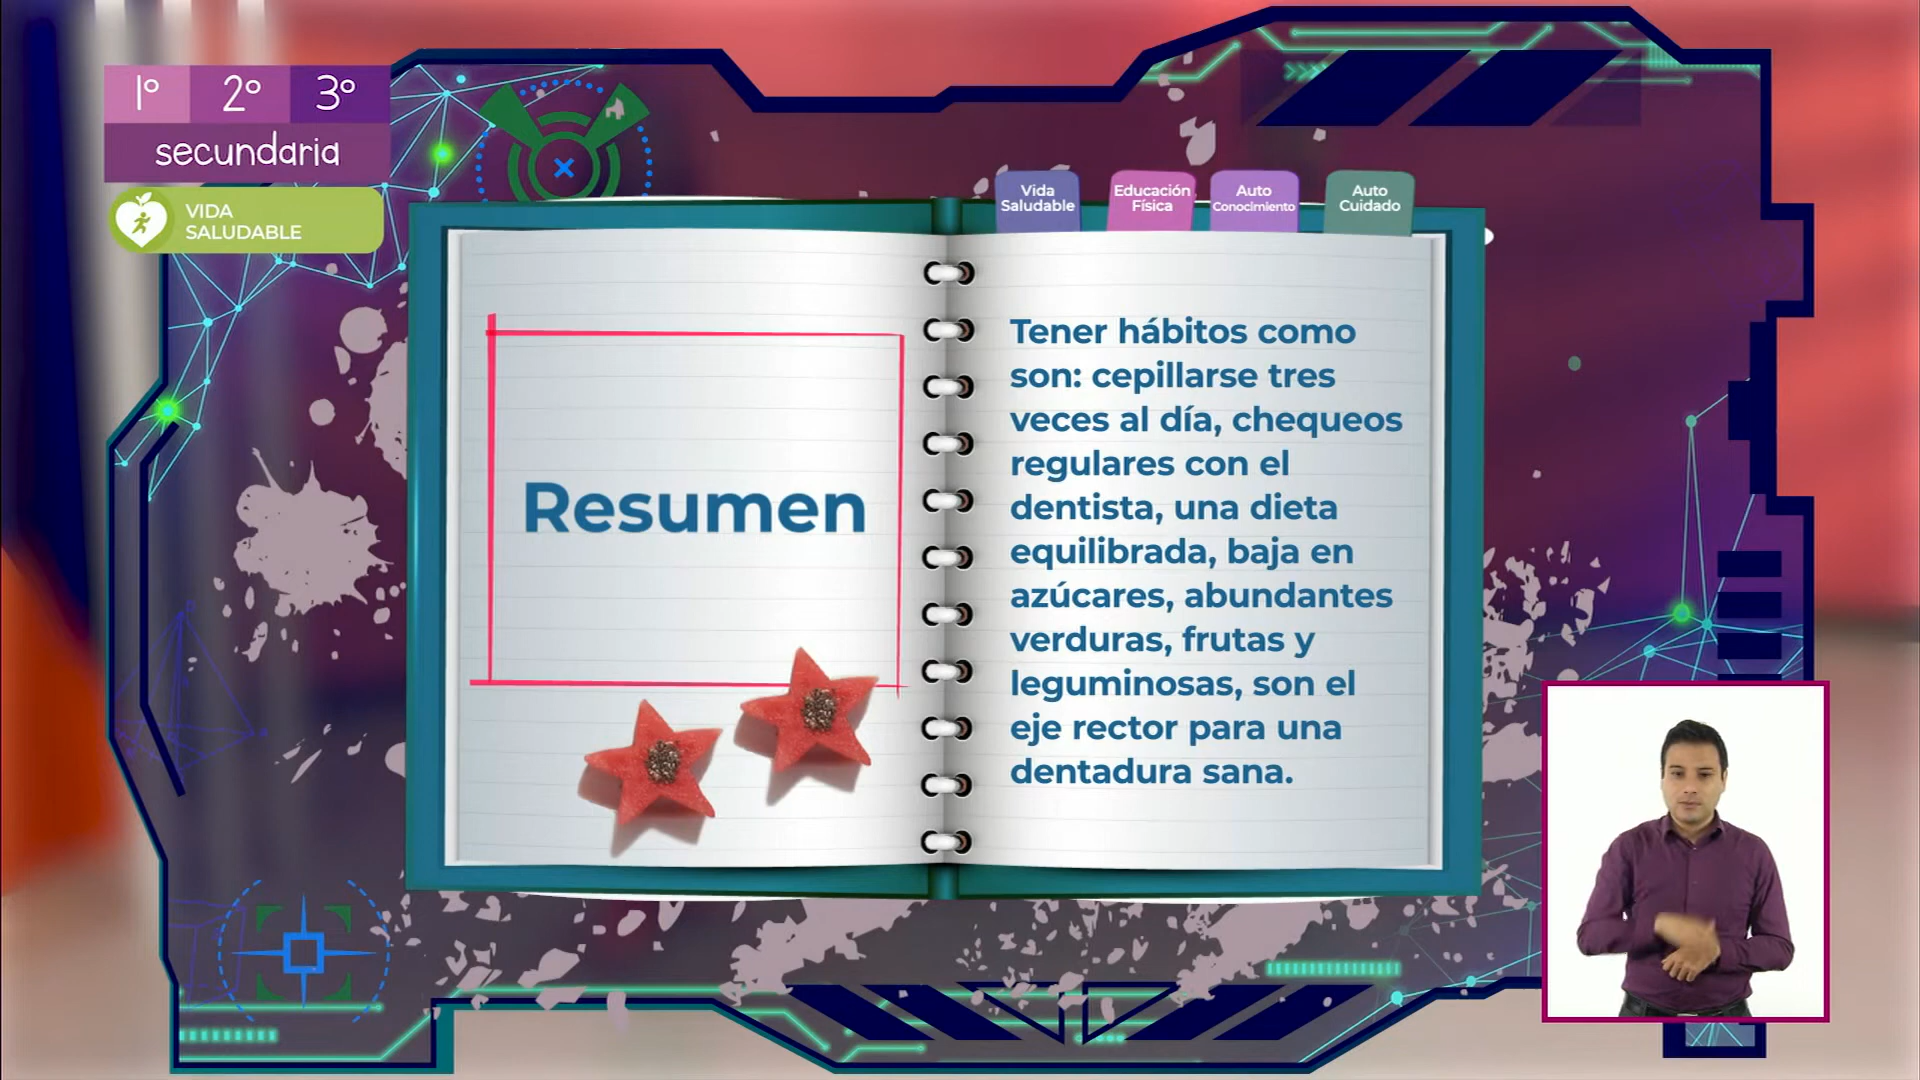 1° 2° 3°
secundaria
VIDA
SALUDABLE
Vida
Saludable
Educación
Física
Auto
Conocimiento
Auto
Cuidado
Resumen
Tener hábitos como
son: cepillarse tres
veces al día, chequeos
regulares con el
dentista, una dieta
equilibrada, baja en
azúcares, abundantes
verduras, frutas y
leguminosas, son el
eje rector para una
dentadura sana.